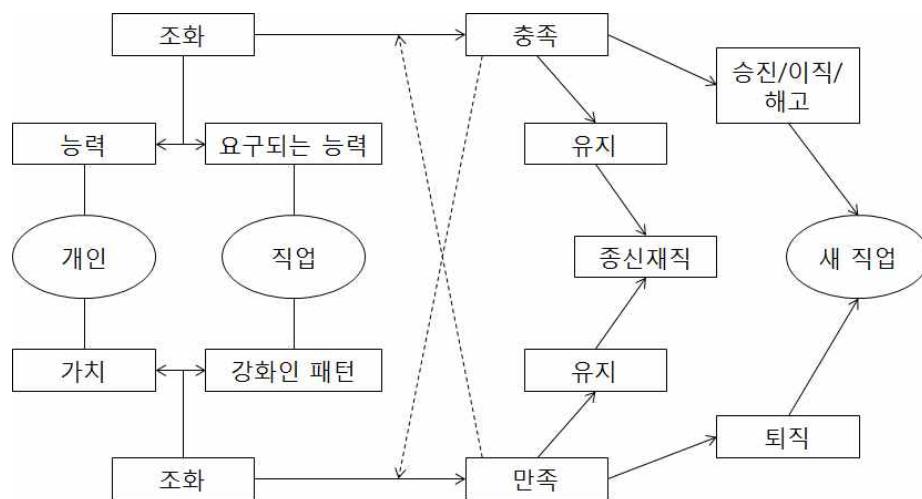 조화
충족
승진/이직/
해고
능력
요구되는 능력
유지
개인
직업
종신재직
새 직업
가치
강화인 패턴
유지
퇴직
조화
만족